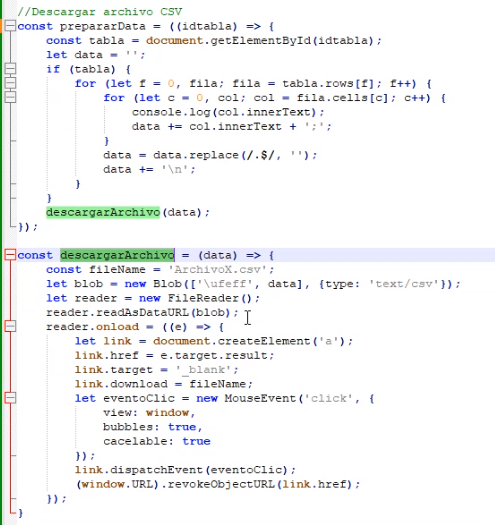 //Descargar archivo CSV
const prepararData = ((idtabla) => {
    const tabla = document.getElementById(idtabla);
    let data = '';
    if (tabla) {
        for (let f = 0, fila; fila = tabla.rows[f]; f++) {
            for (let c = 0, col; col = fila.cells[c]; c++) {
                console.log(col.innerText);
                data += col.innerText + ';';
            }
            data = data.replace(/.$/, '');
            data += '\n';
        }
    }
    descargarArchivo(data);
});
const descargarArchivo = (data) => {
    const fileName = 'ArchivoX.csv';
    let blob = new Blob(['\ufeff', data], {type: 'text/csv'});
    let reader = new FileReader();
    reader.readAsDataURL(blob);
    reader.onload = ((e) => {
        let link = document.createElement('a');
        link.href = e.target.result;
        link.target = '_blank';
        link.download = fileName;
        let eventoClic = new MouseEvent('click', {
            view: window,
            bubbles: true,
            cacelable: true
        });
        link.dispatchEvent(eventoClic);
        (window.URL).revokeObjectURL(link.href);
    });
}